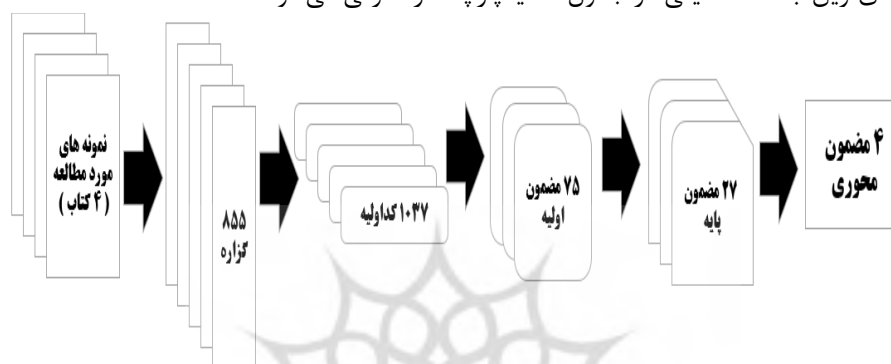 نمونه های
مورد مطالعه
(۴ کتاب)
۸۵۵
گزاره
۱۰۳۷ کداولیه
۷۵ مضمون
اولیه
۲۷ مضمون
پایه
۴ مضمون
محوری